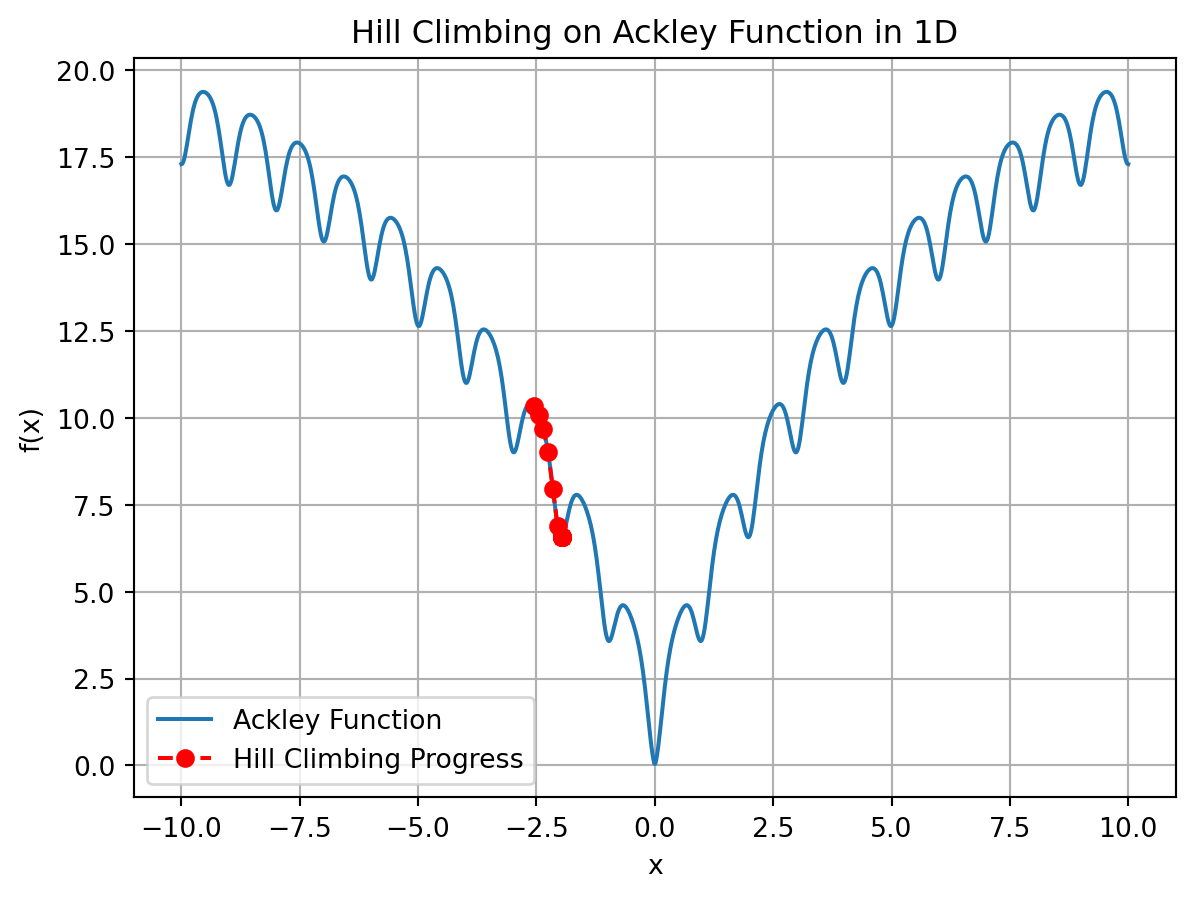 Hill Climbing on Ackley Function in 1D
20.0
17.5
15.0
12.5
10.0
7.5
5.0
2.5
0.0
f(x)
Ackley Function
Hill Climbing Progress
−10.0 −7.5 −5.0 −2.5 0.0 2.5 5.0 7.5 10.0
x